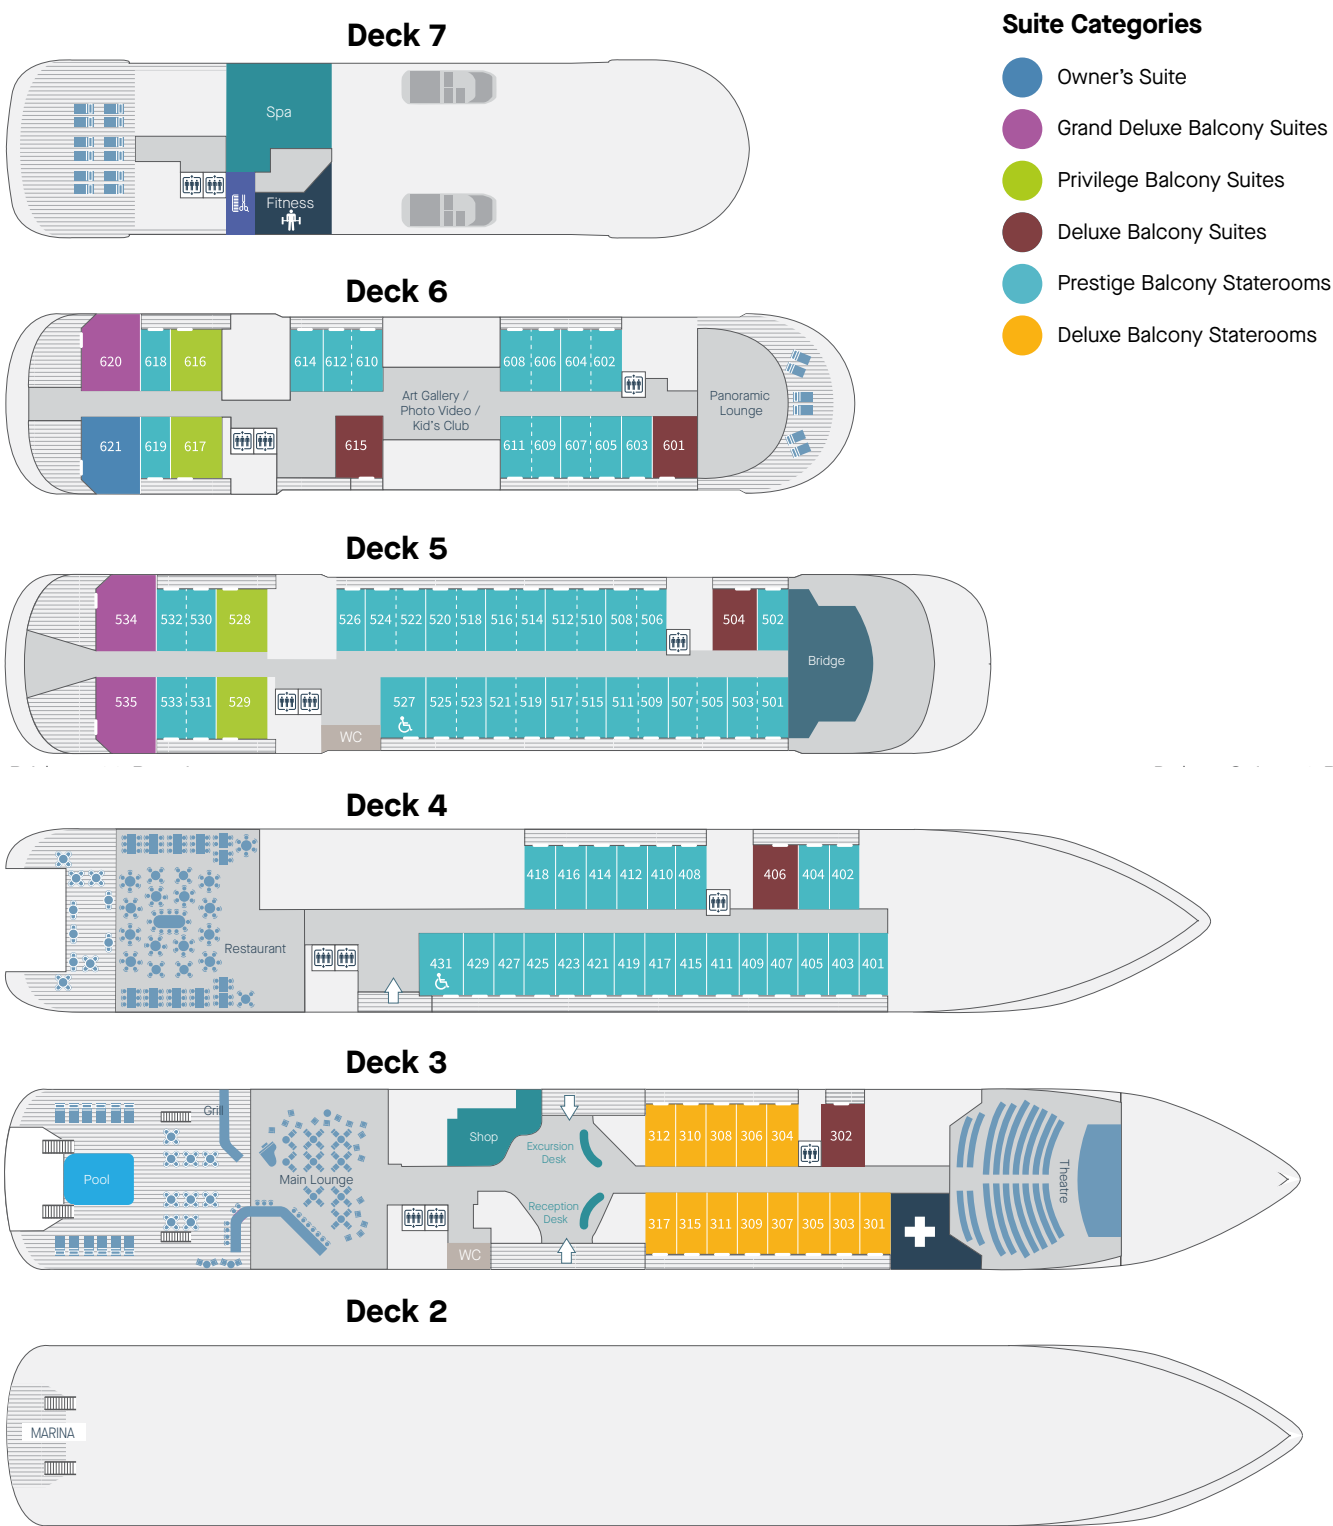 Deck 7
Spa
Fitness
Suite Categories
Owner's Suite
Grand Deluxe Balcony Suites
Privilege Balcony Suites
Deluxe Balcony Suites
Prestige Balcony Staterooms
Deluxe Balcony Staterooms
Deck 6
620 618 616 614 612 610 608 606 604 602
Art Gallery /
Photo Video /
Kid's Club
Panoramic
Lounge
621 619 617 615 611 609 607 605 603 601
Deck 5
534 532 530 528 526 524 522 520 518 516 514 512 510 508 506 504 502
Bridge
535 533 531 529 527 525 523 521 519 517 515 511 509 507 505 503 501
WC
Deck 4
418 416 414 412 410 408 406 404 402
Restaurant
431 429 427 425 423 421 419 417 415 411 409 407 405 403 401
Deck 3
Grill
Shop
Excursion
Desk
312 310 308 306 304 302
Pool
Main Lounge
Theatre
Reception
Desk
317 315 311 309 307 305 303 301
WC
Deck 2
MARINA